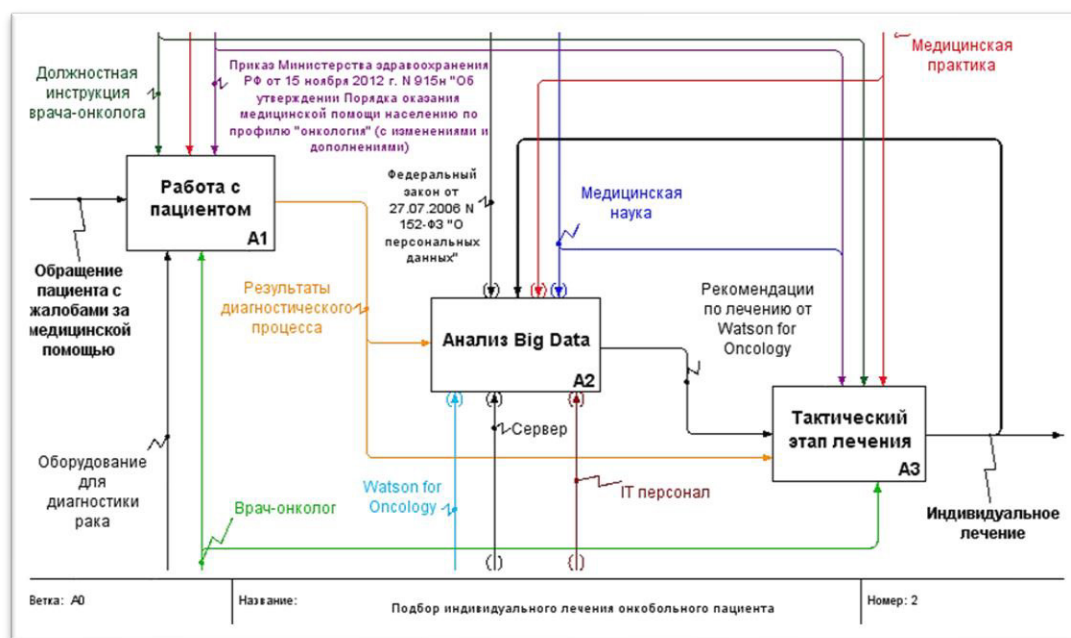 Должностная
инструкция
врача-онколога
Приказ Министерства здравоохранения
РФ от 15 ноября 2012 г. N 915н "Об
утверждении Порядка оказания
медицинской помощи населению по
профилю "онкология" (с изменениями и
дополнениями)
Медицинская
практика
Работа с
пациентом
A1
Федеральный
закон от
27.07.2006 N
152-ФЗ "О
персональных
данных"
Медицинская
наука
Обращение
пациента с
жалобами за
медицинской
помощью
Результаты
диагностического
процесса
Анализ Big Data
A2
Рекомендации
по лечению от
Watson for
Oncology
Тактический
этап лечения
A3
Оборудование
для
диагностики
рака
Врач-онколог
Watson for
Oncology
Сервер
IT персонал
Индивидуальное
лечение
Ветка: A0
Название:
Подбор индивидуального лечения онкобольного пациента
Номер: 2